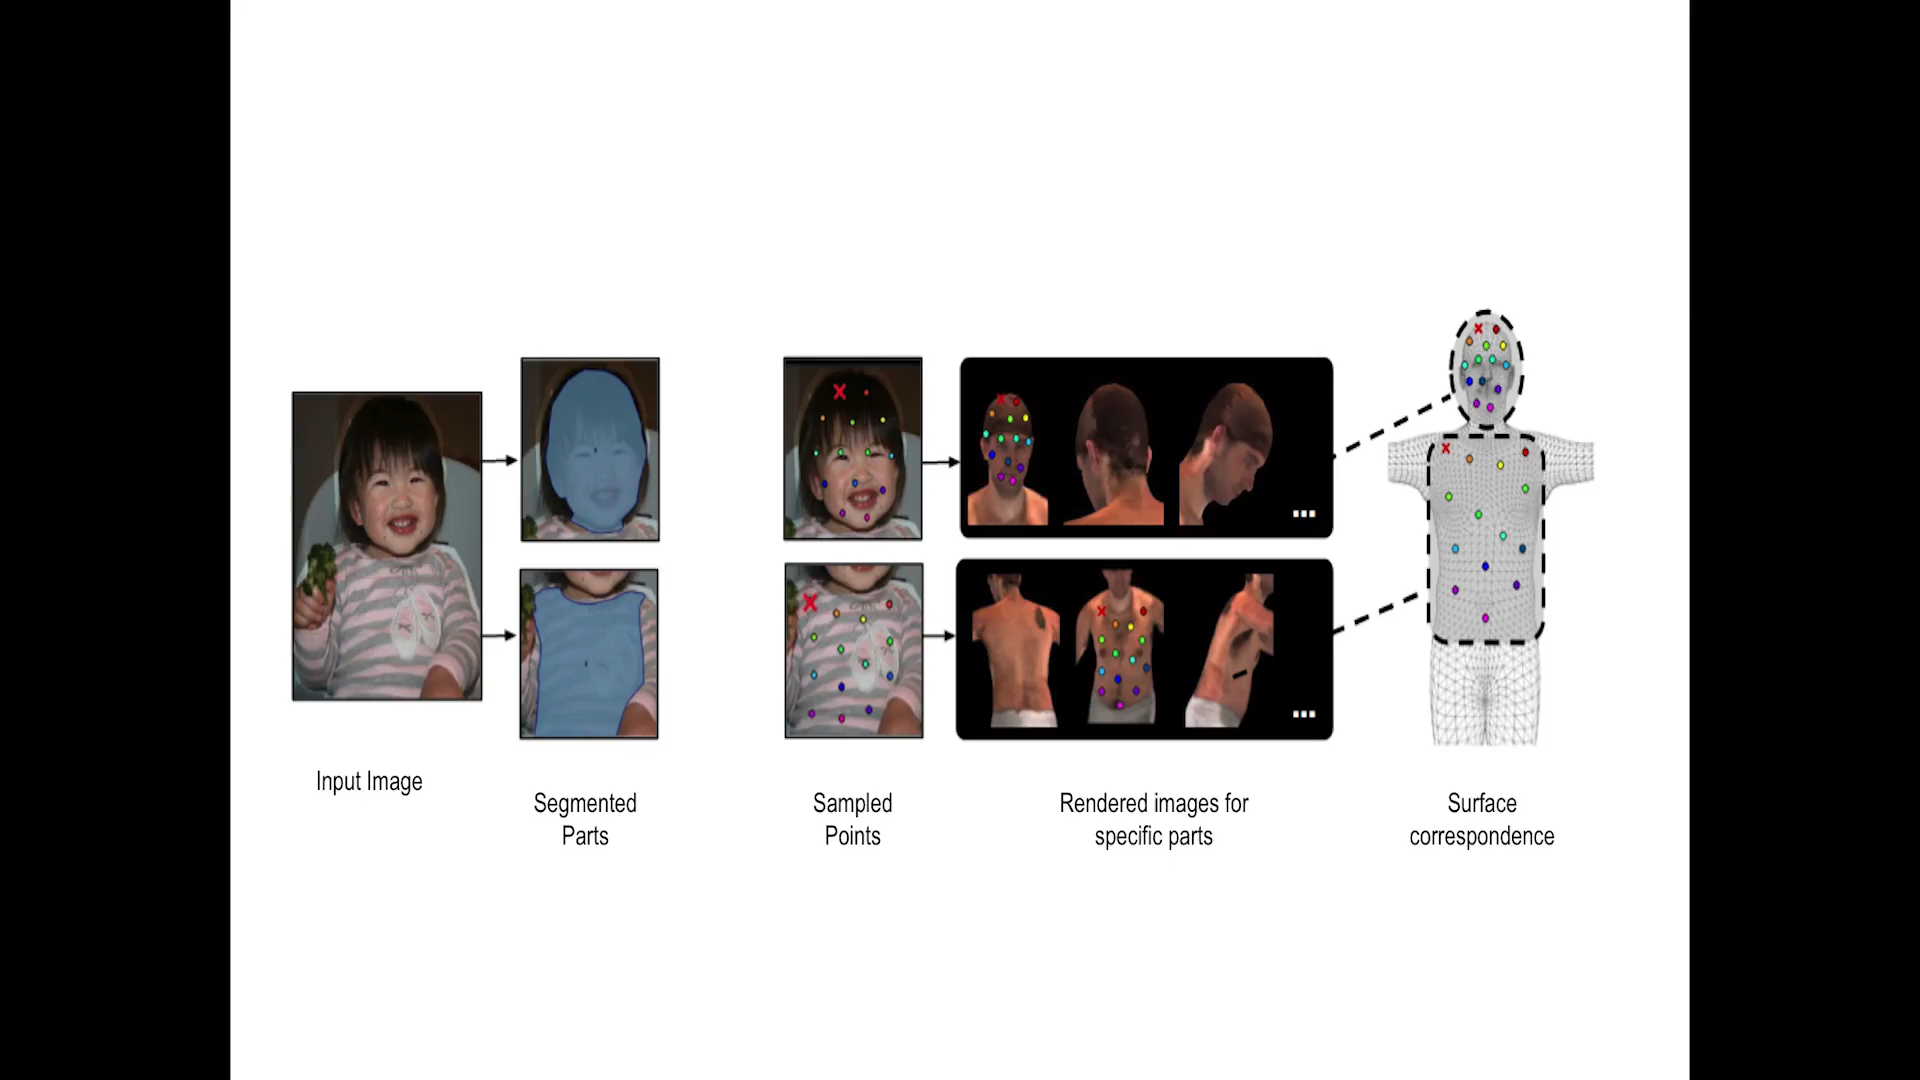 Input Image
Segmented
Parts
Sampled
Points
Rendered images for
specific parts
Surface
correspondence